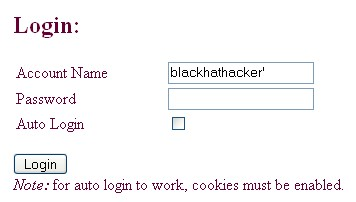 Login:
Account Name blackhathacker'
Password
Auto Login
Login
Note: for auto login to work, cookies must be enabled.